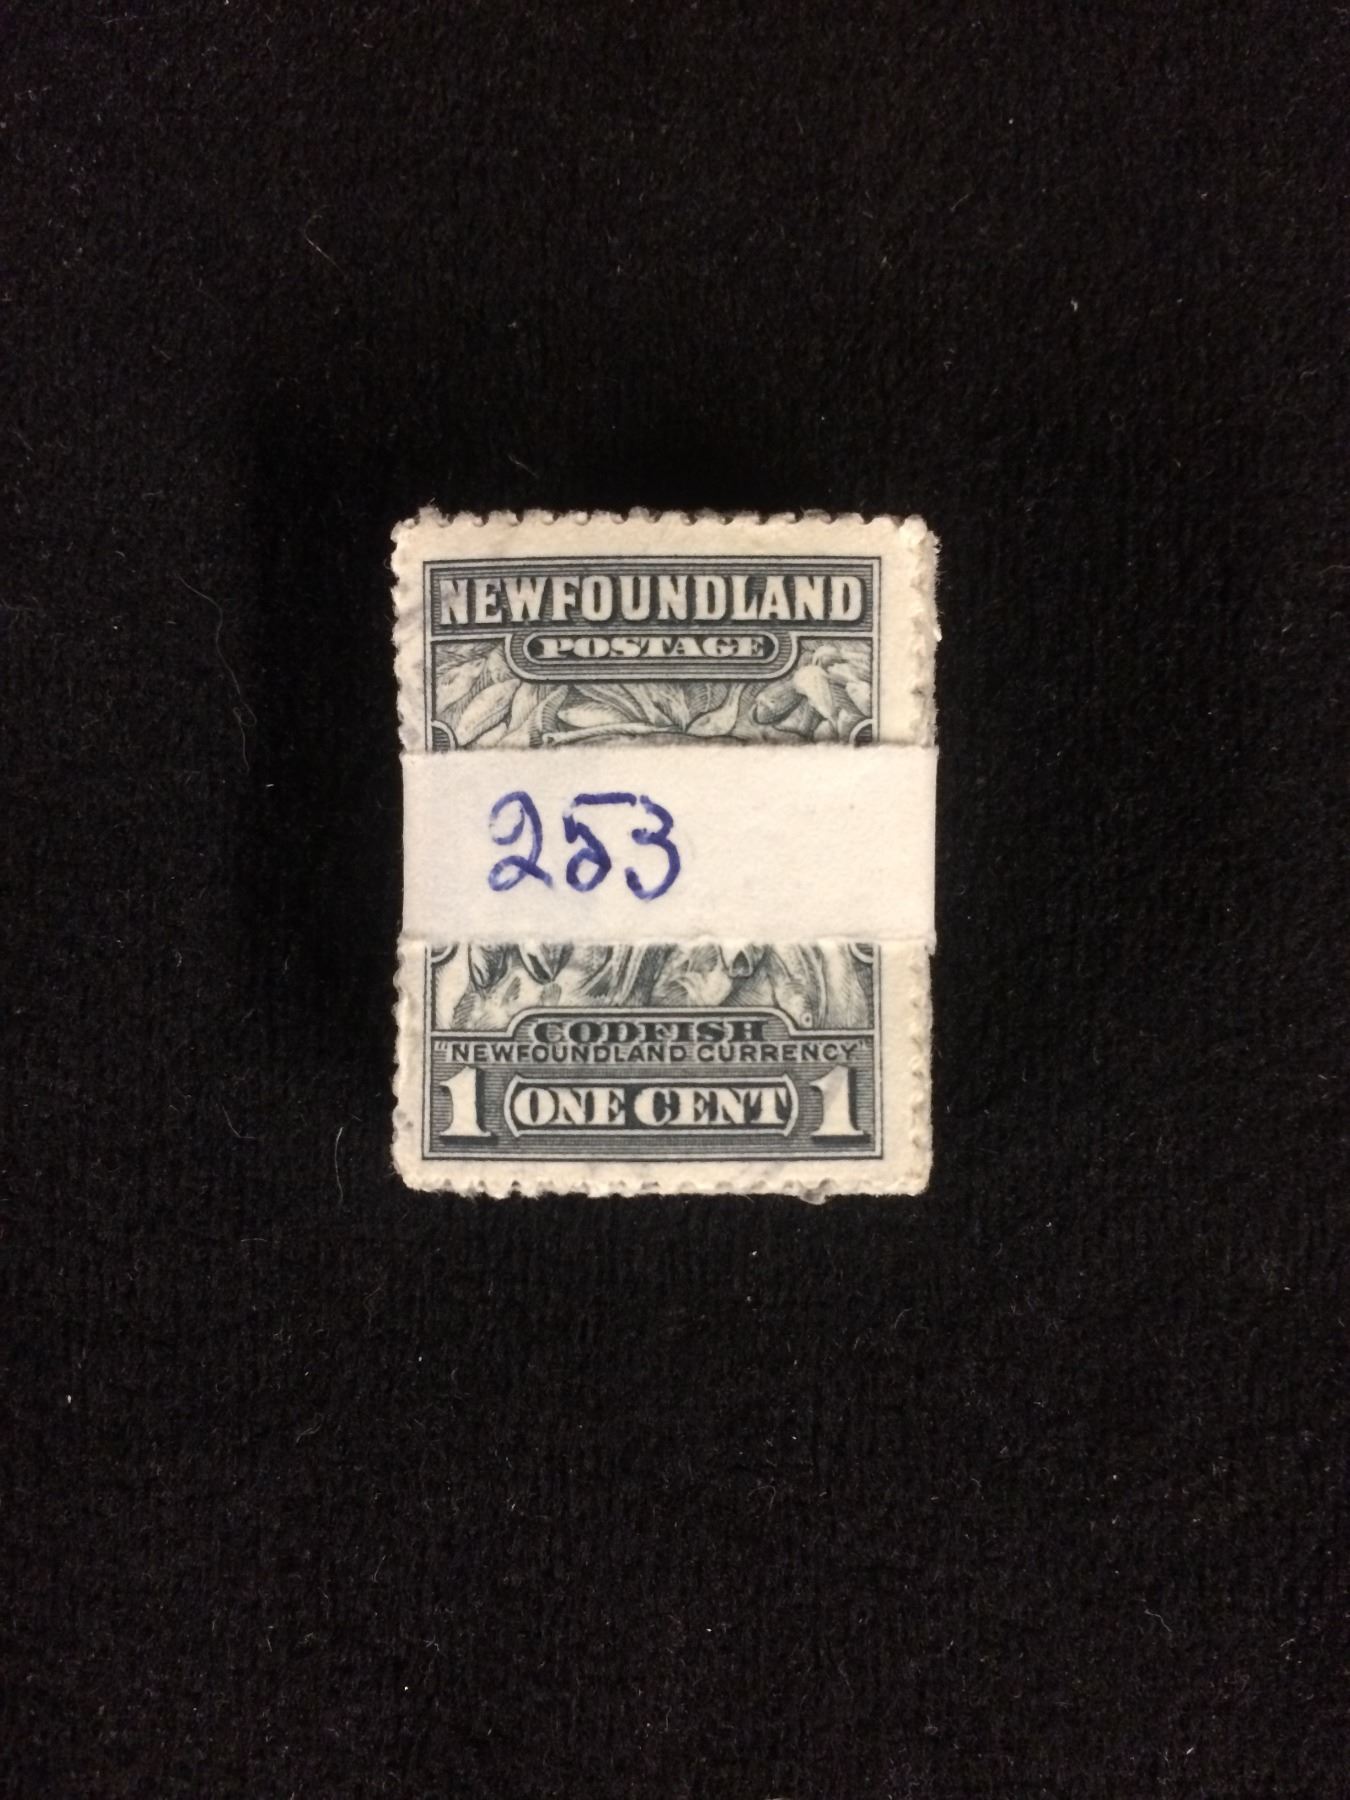 NEWFOUNDLAND
POSTAGE
253
CODFISH
"NEWFOUNDLAND CURRENCY"
1 ONE CENT 1